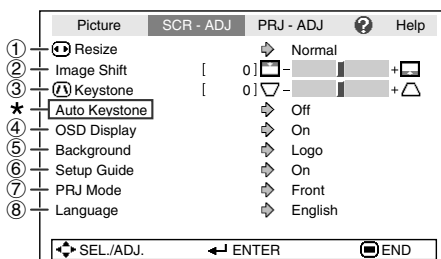 Picture SCR - ADJ PRJ - ADJ ? Help
① Resize Normal
② Image Shift [ 0 ] - +
③ Keystone [ 0 ] - +
* Auto Keystone Off
④ OSD Display On
⑤ Background Logo
⑥ Setup Guide On
⑦ PRJ Mode Front
⑧ Language English
SEL./ADJ. ENTER END